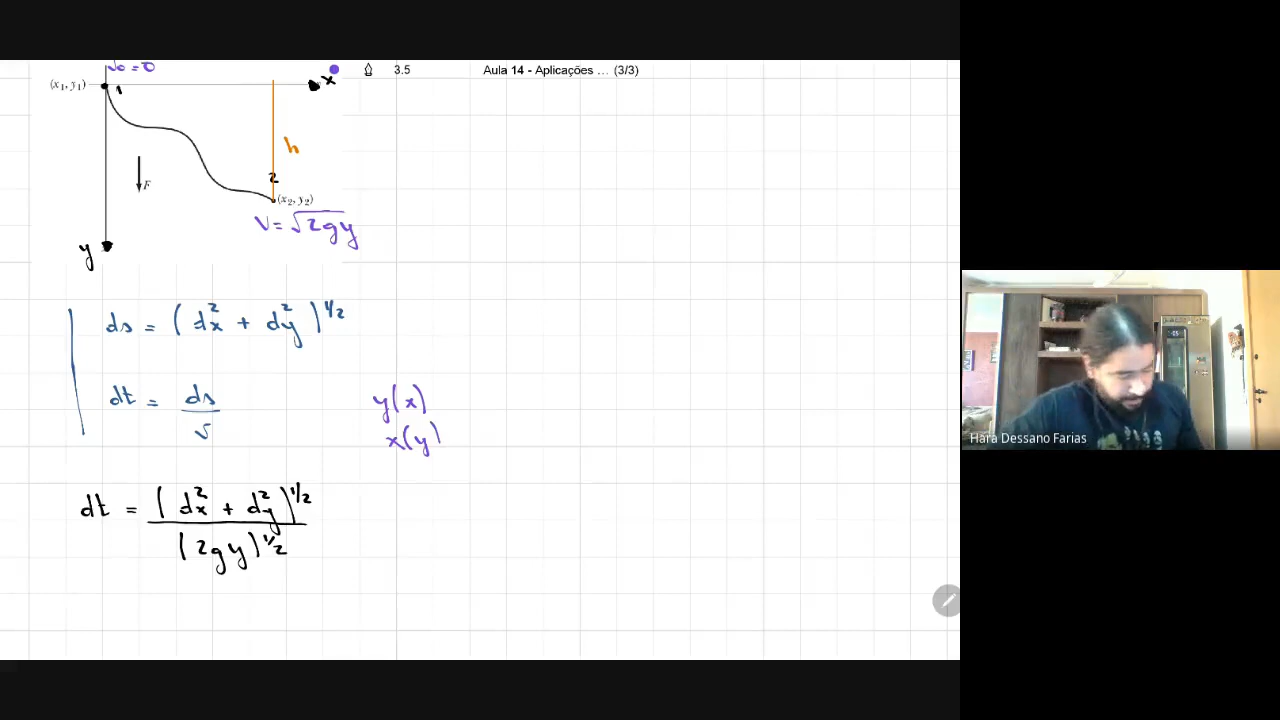 v₀ = 0
3.5
Aula 14 - Aplicações ... (3/3)
(x₁, y₁)
1
x
h
F
2
(x₂, y₂)
v = √2gy
y
ds = (dx² + dy²)^1/2
dt = ds/v
y(x)
x(y)
dt = (dx² + dy²)^1/2 / (2gy)^1/2
Hara Dessano Farias